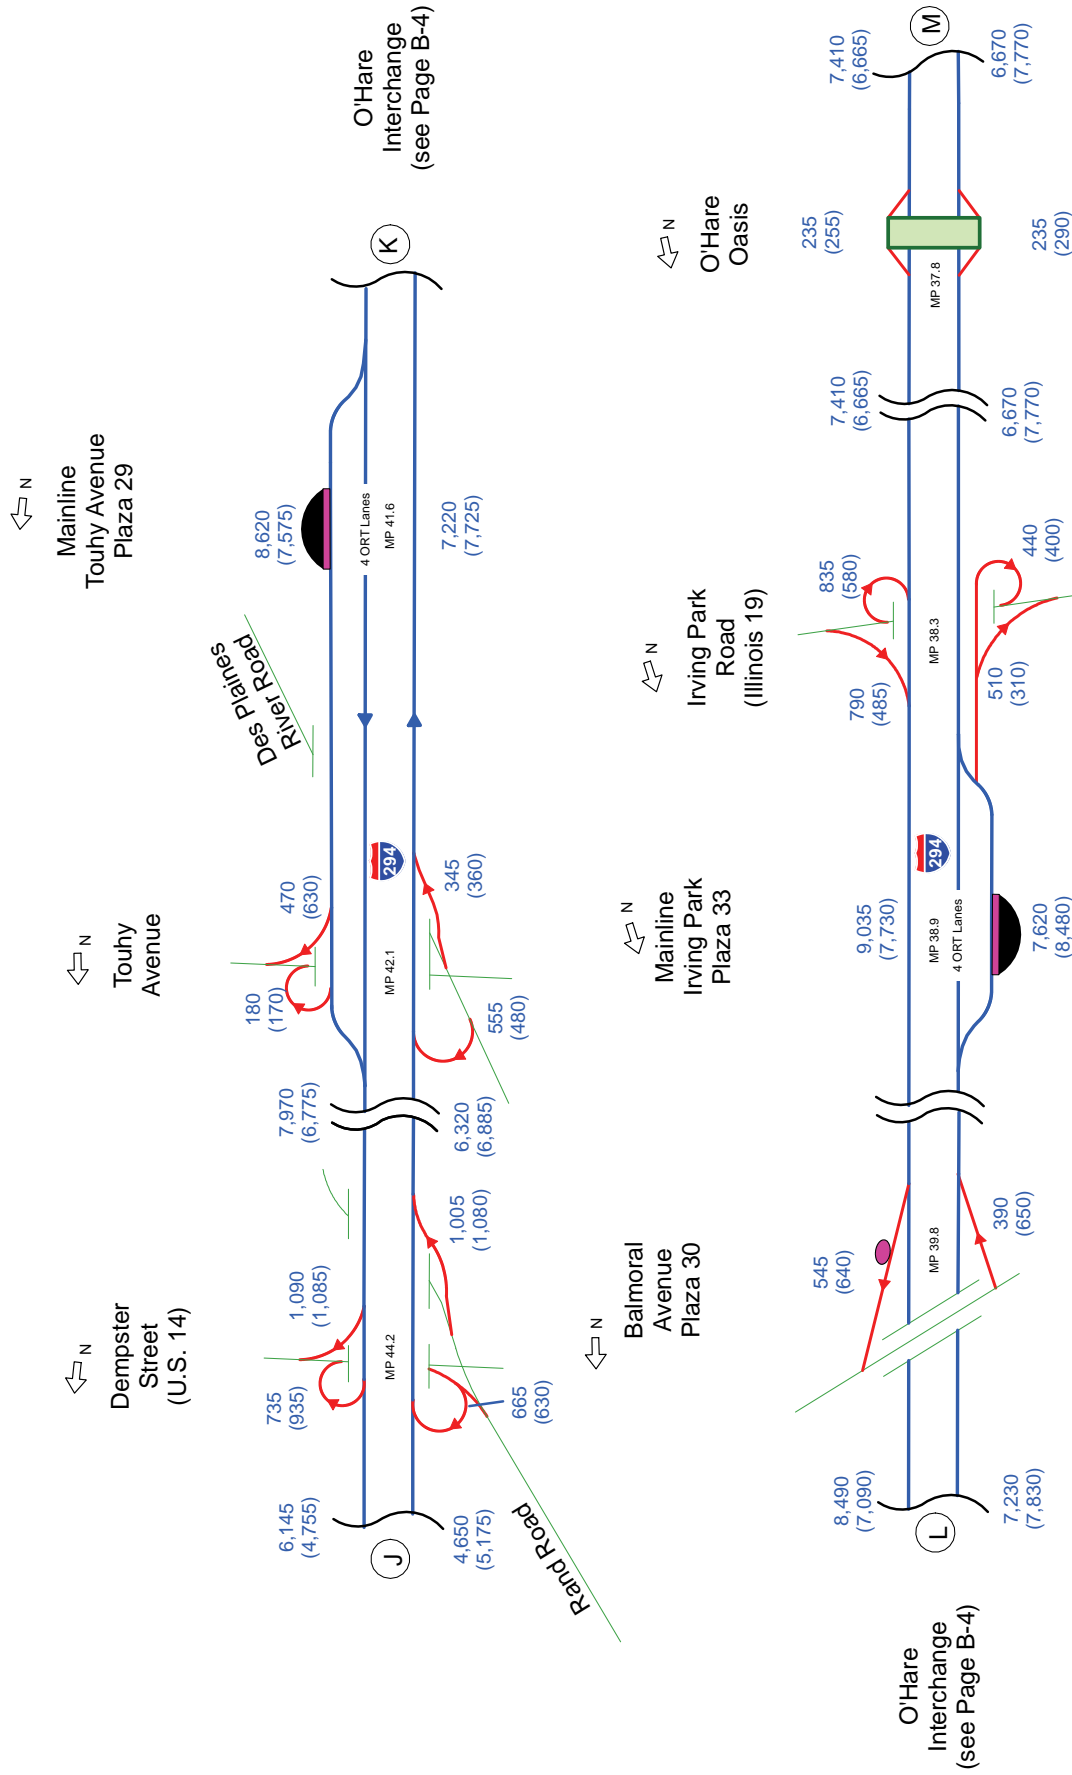 N
Dempster
Street
(U.S. 14)
N
Touhy
Avenue
N
Mainline
Touhy Avenue
Plaza 29
6,145
(4,755)
735
(935)
1,090
(1,085)
7,970
(6,775)
180
(170)
470
(630)
Des Plaines
River Road
8,620
(7,575)
O'Hare
Interchange
(see Page B-4)
J
MP 44.2
MP 42.1
294
4 ORT Lanes
MP 41.6
K
4,650
(5,175)
Rand Road
665
(630)
1,005
(1,080)
6,320
(6,885)
555
(480)
345
(360)
7,220
(7,725)
N
Balmoral
Avenue
Plaza 30
N
Mainline
Irving Park
Plaza 33
N
Irving Park
Road
(Illinois 19)
N
O'Hare
Oasis
O'Hare
Interchange
(see Page B-4)
8,490
(7,090)
545
(640)
9,035
(7,730)
790
(485)
835
(580)
7,410
(6,665)
235
(255)
7,410
(6,665)
L
MP 39.8
MP 38.9
4 ORT Lanes
294
MP 38.3
MP 37.8
M
7,230
(7,830)
390
(650)
7,620
(8,480)
510
(310)
440
(400)
6,670
(7,770)
235
(290)
6,670
(7,770)